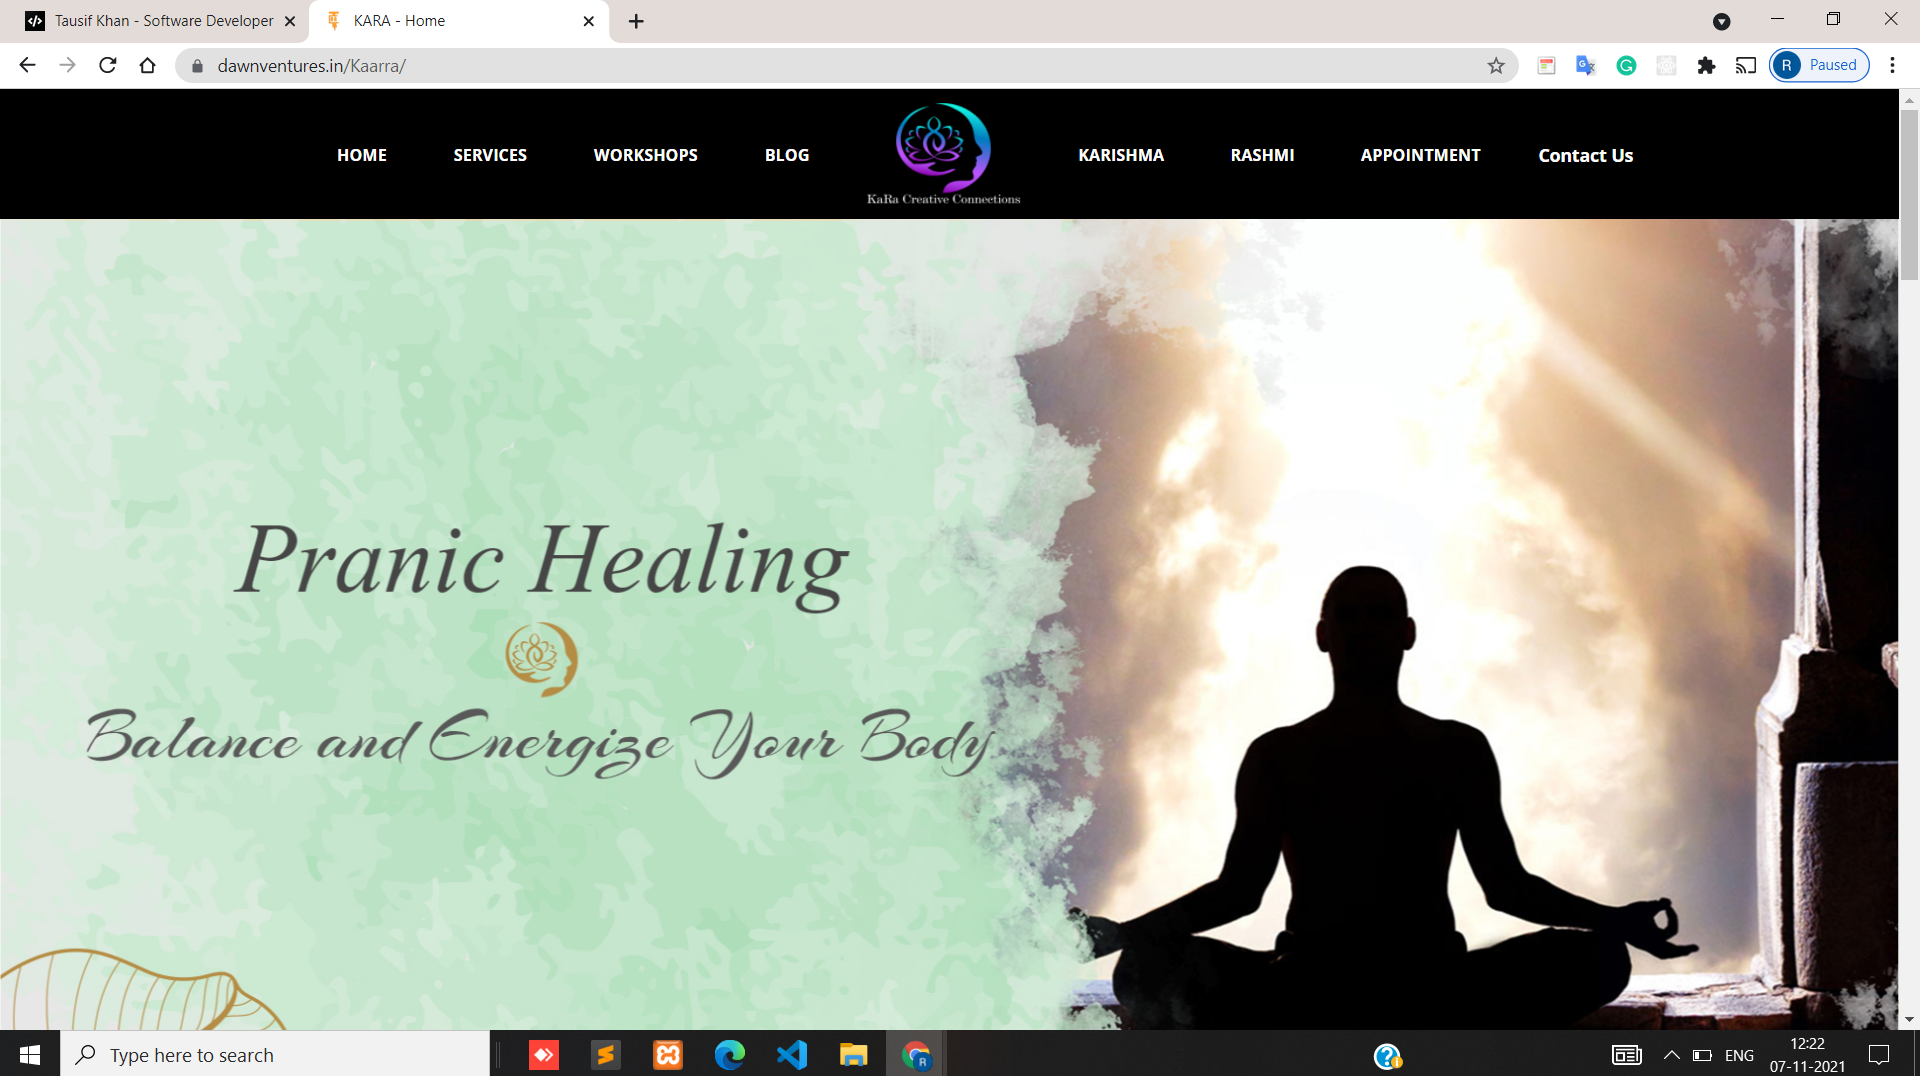 Tausif Khan - Software Developer
KARA - Home
dawnventures.in/Kaarra/
R Paused
HOME SERVICES WORKSHOPS BLOG KARISHMA RASHMI APPOINTMENT Contact Us
KaRa Creative Connections
Pranic Healing
Balance and Energize Your Body
Type here to search
R
ENG
12:22
07-11-2021